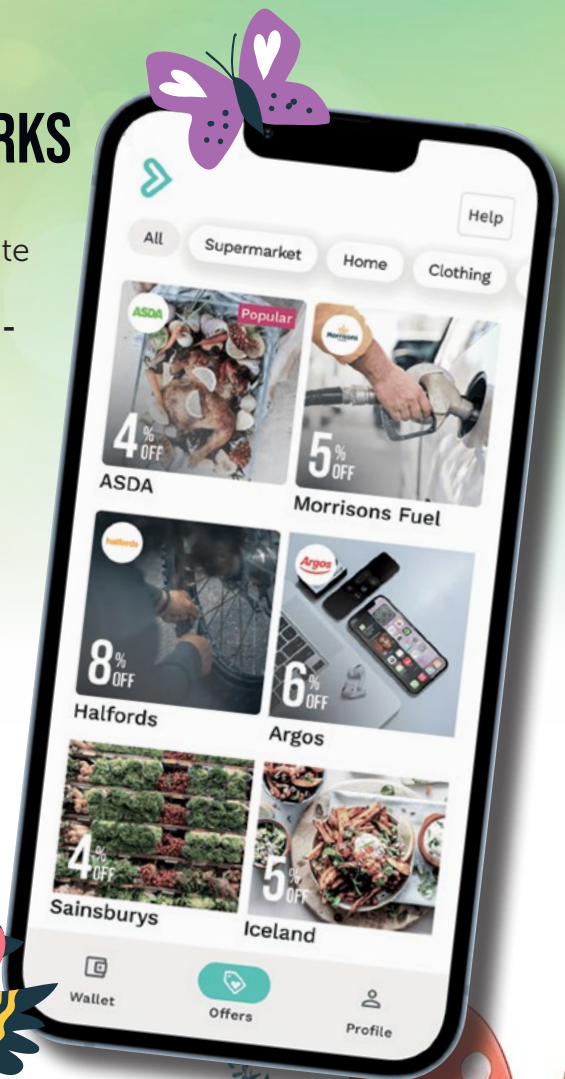 RKS
te
-
Help
All Supermarket Home Clothing
ASDA Popular
Morrisons
4% OFF
5% OFF
ASDA
Morrisons Fuel
halfords
Argos
8% OFF
6% OFF
Halfords
Argos
4% OFF
5% OFF
Sainsburys
Iceland
Wallet Offers Profile